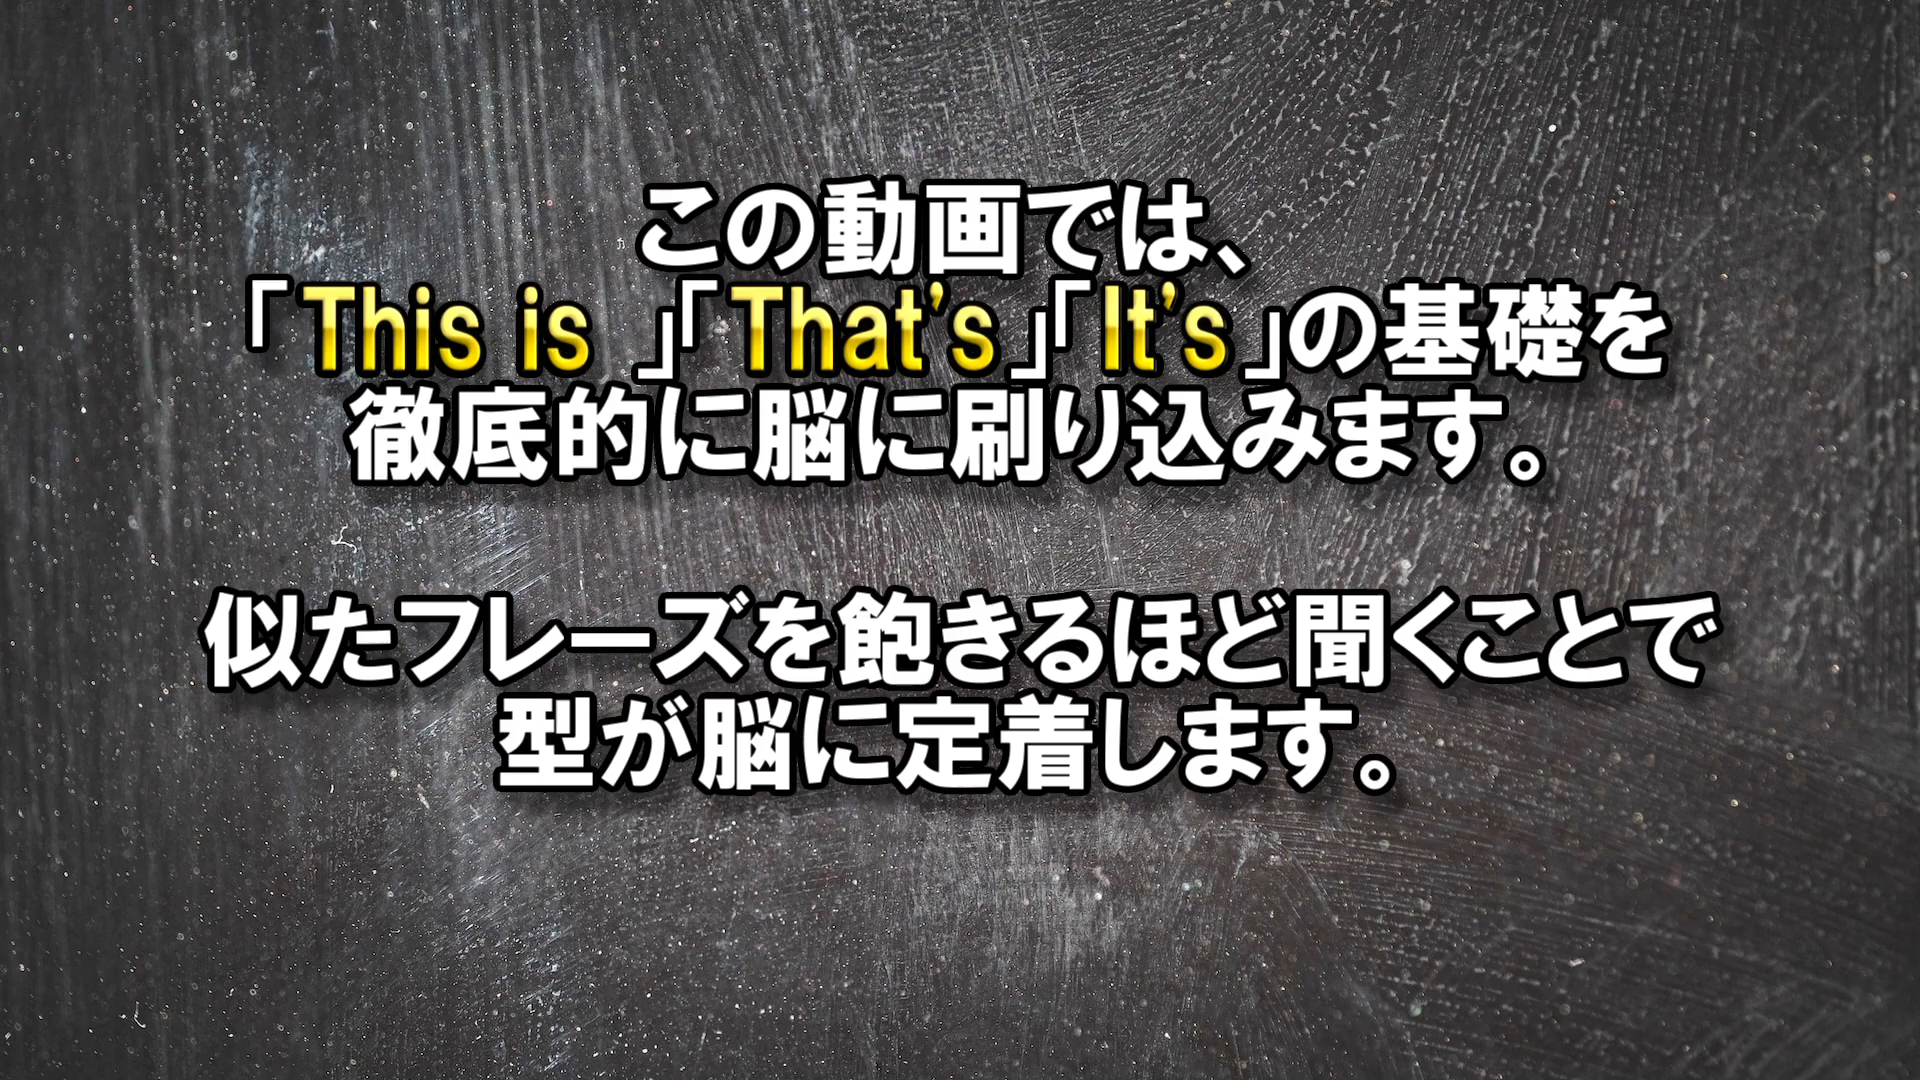 この動画では、
「This is 」「That's」「It's」の基礎を
徹底的に脳に刷り込みます。
似たフレーズを飽きるほど聞くことで
型が脳に定着します。